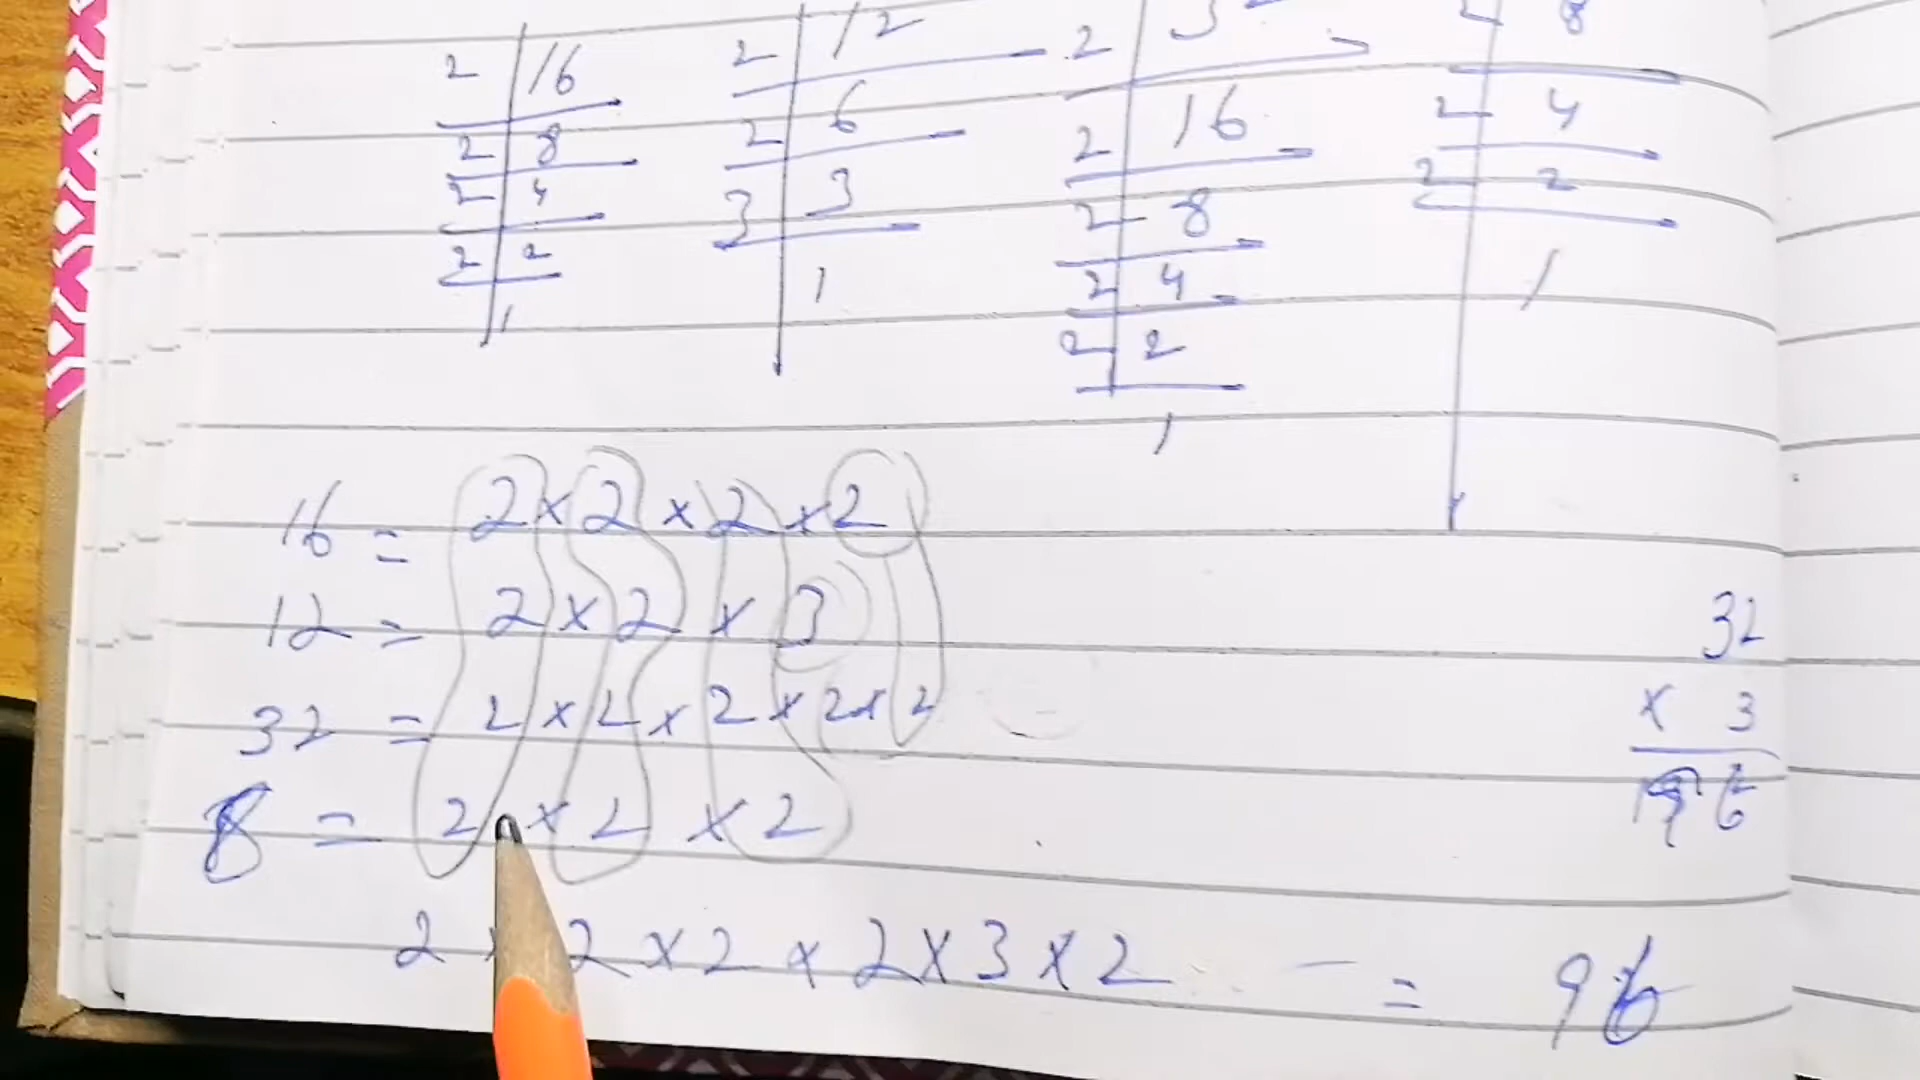 2 | 16   2 | 12   2 | 3   2 | 8
2 | 8   2 | 6   2 | 16   2 | 4
2 | 4   3 | 3   2 | 8   2 | 2
2 | 2   1   2 | 4   1
1   2 | 2
1
16 = 2 × 2 × 2 × 2
12 = 2 × 2 × 3
32 = 2 × 2 × 2 × 2 × 2
8 = 2 × 2 × 2
32
× 3
2 × 2 × 2 × 2 × 3 × 2 = 96